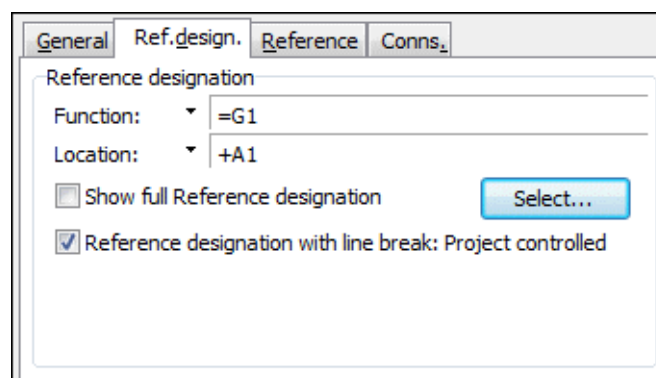 General Ref.design. Reference Conns.
Reference designation
Function: =G1
Location: +A1
Show full Reference designation Select...
Reference designation with line break: Project controlled